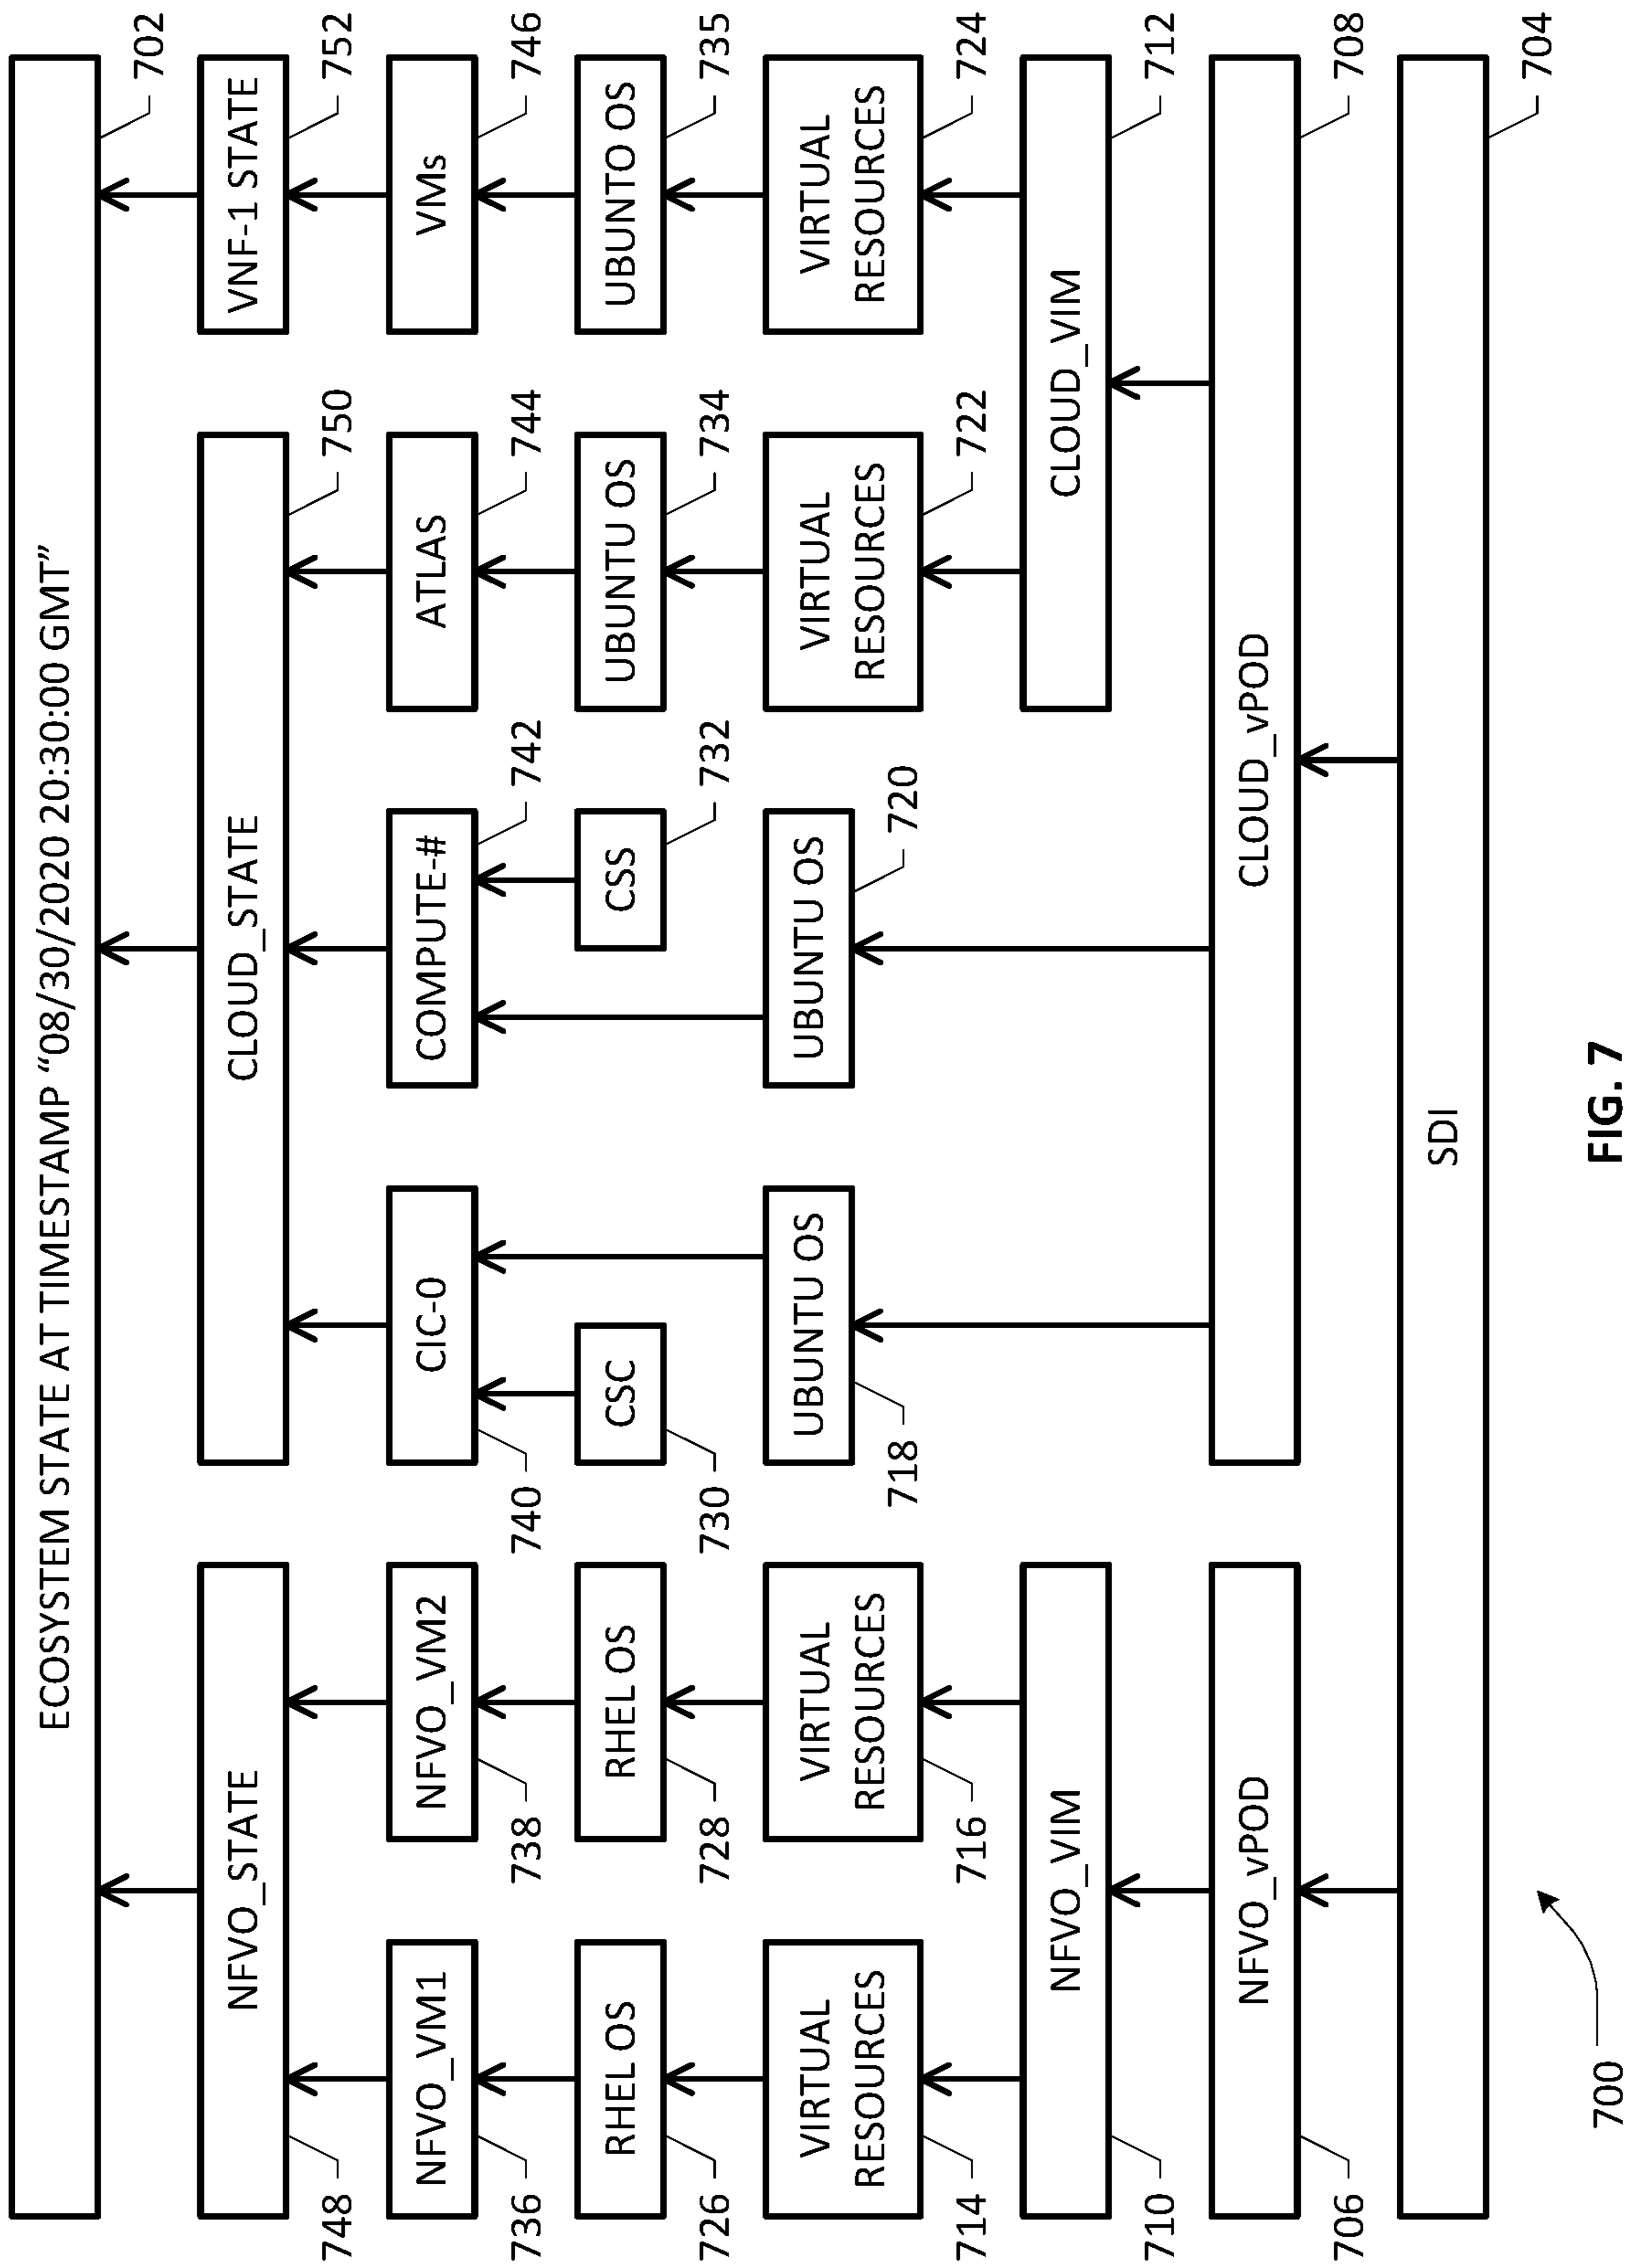 ECOSYSTEM STATE AT TIMESTAMP “08/30/2020 20:30:00 GMT”
702
NFVO_STATE
748
CLOUD_STATE
750
VNF-1 STATE
752
NFVO_VM1
736
NFVO_VM2
738
CIC-0
740
COMPUTE-#
742
ATLAS
744
VMs
746
RHEL OS
726
RHEL OS
728
CSC
730
CSS
732
UBUNTU OS
734
UBUNTO OS
735
VIRTUAL
RESOURCES
714
VIRTUAL
RESOURCES
716
UBUNTU OS
718
UBUNTU OS
720
VIRTUAL
RESOURCES
722
VIRTUAL
RESOURCES
724
NFVO_VIM
710
CLOUD_VIM
712
NFVO_vPOD
706
CLOUD_vPOD
708
SDI
704
700
FIG. 7